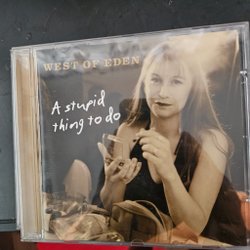 WEST OF EDEN
A stupid
thing to do